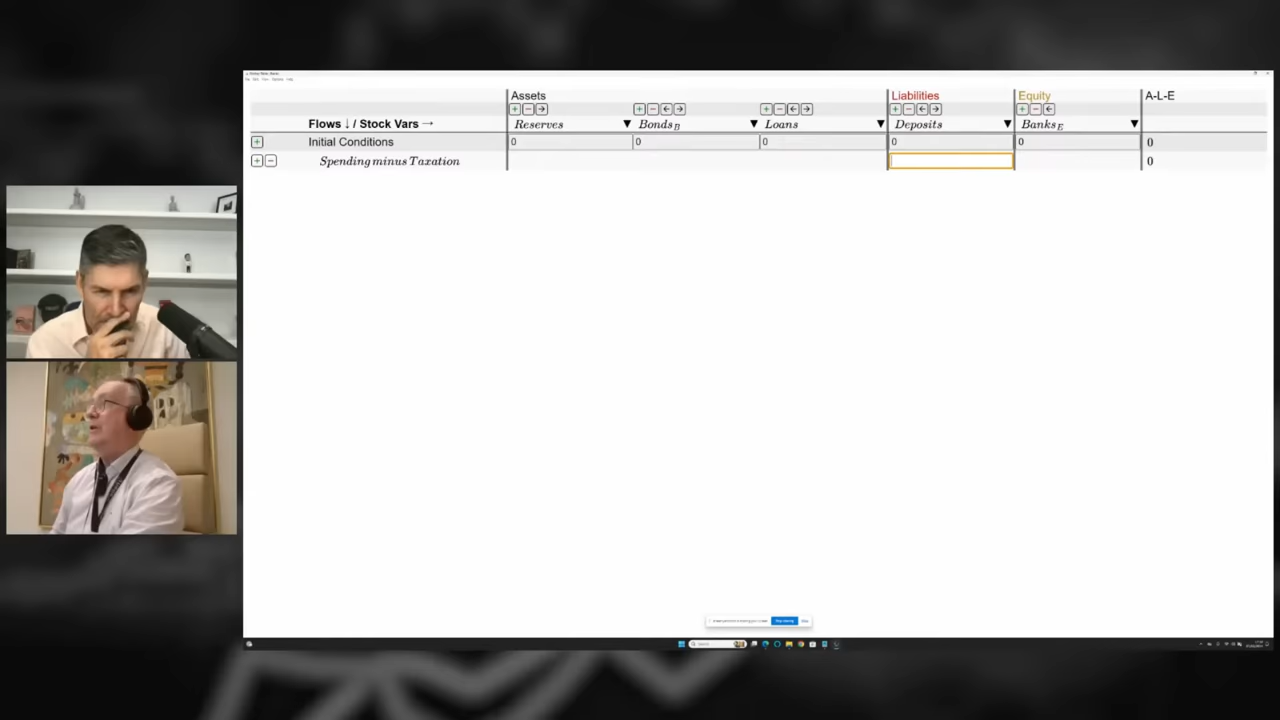 Assets Liabilities Equity A-L-E
Flows ↓ / Stock Vars → Reserves ▼ Bonds_B ▼ Loans ▼ Deposits ▼ Banks_E ▼
Initial Conditions 0 0 0 0 0 0
Spending minus Taxation 0
Search